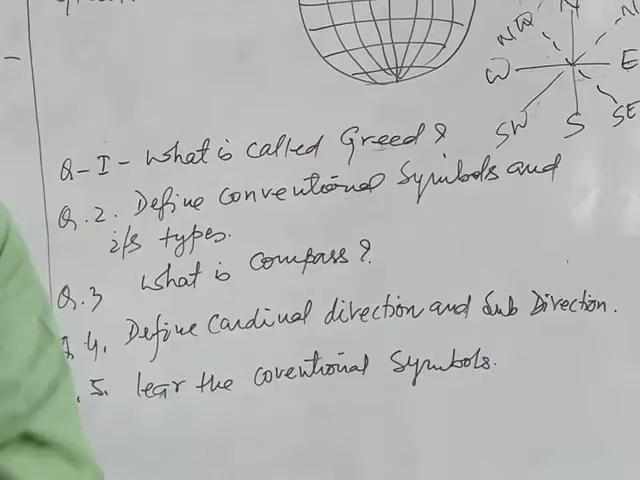 N
NW
N
W
E
SW
S
SE
Q-I- What is called Greed?
Q.2. Define conventional Symbols and
it's types.
Q.3 What is compass?
4. Define Cardinal direction and Sub Direction.
.5. lear the coventional Symbols.